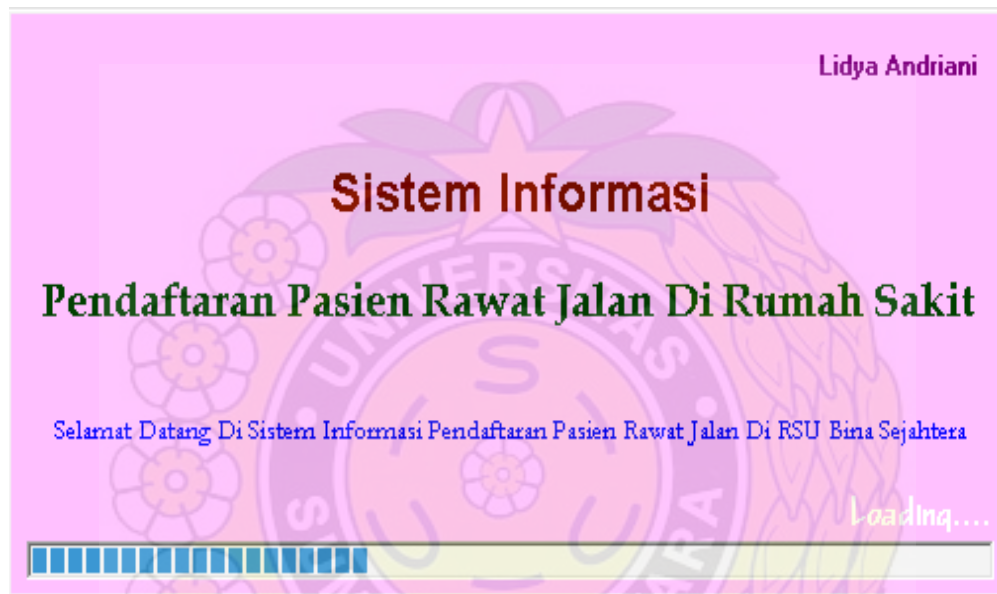 Lidya Andriani
Sistem Informasi
Pendaftaran Pasien Rawat Jalan Di Rumah Sakit
UNIVERSITAS
Selamat Datang Di Sistem Informasi Pendaftaran Pasien Rawat Jalan Di RSU Bina Sejahtera
Loading....